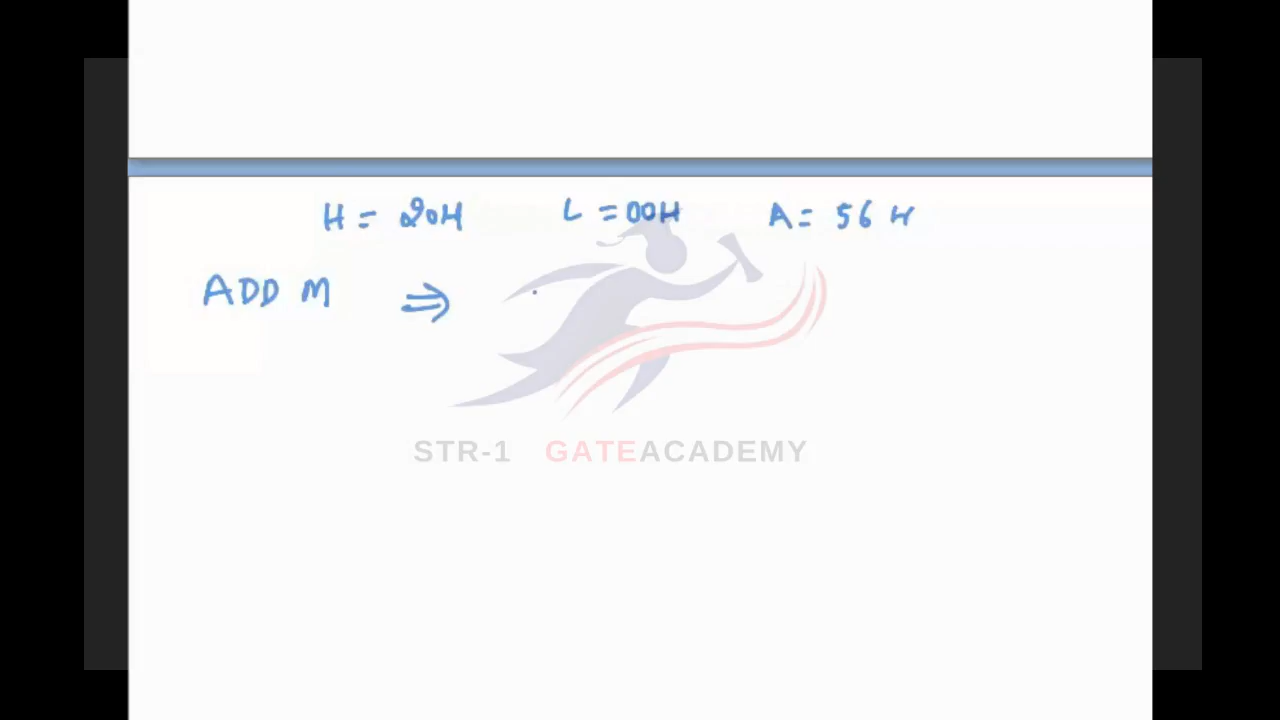 H = 20H L = 00H A = 56 H
ADD M ⇒
STR-1 GATEACADEMY